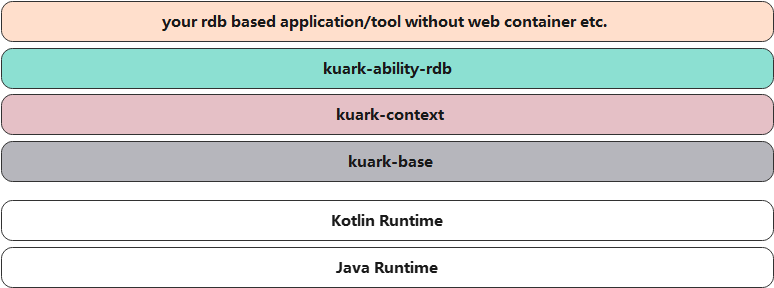 your rdb based application/tool without web container etc.
kuark-ability-rdb
kuark-context
kuark-base
Kotlin Runtime
Java Runtime